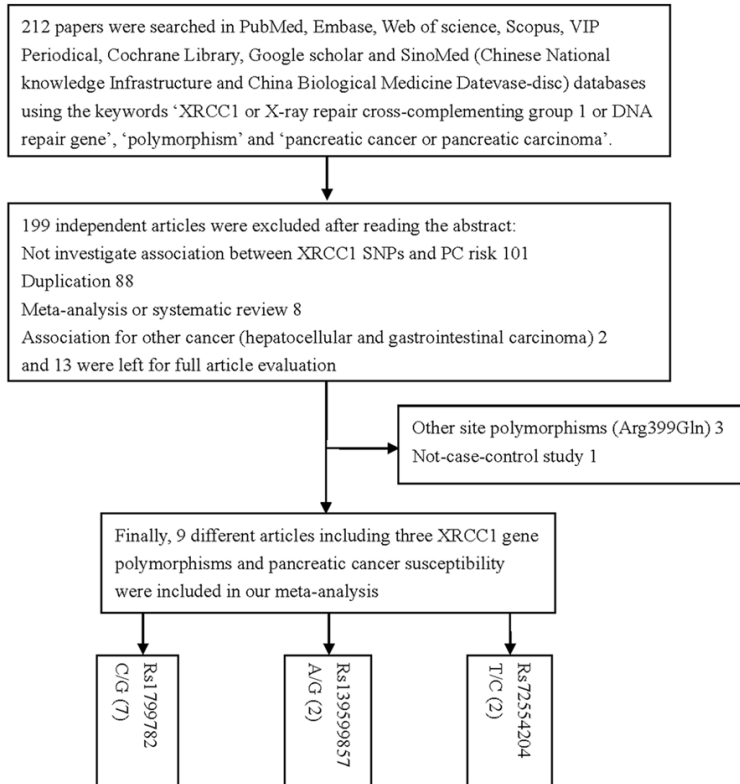 212 papers were searched in PubMed, Embase, Web of science, Scopus, VIP
Periodical, Cochrane Library, Google scholar and SinoMed (Chinese National
knowledge Infrastructure and China Biological Medicine Datevase-disc) databases
using the keywords ‘XRCC1 or X-ray repair cross-complementing group 1 or DNA
repair gene’, ‘polymorphism’ and ‘pancreatic cancer or pancreatic carcinoma’.
199 independent articles were excluded after reading the abstract:
Not investigate association between XRCC1 SNPs and PC risk 101
Duplication 88
Meta-analysis or systematic review 8
Association for other cancer (hepatocellular and gastrointestinal carcinoma) 2
and 13 were left for full article evaluation
Other site polymorphisms (Arg399Gln) 3
Not-case-control study 1
Finally, 9 different articles including three XRCC1 gene
polymorphisms and pancreatic cancer susceptibility
were included in our meta-analysis
Rs1799782
C/G (7)
Rs139599857
A/G (2)
Rs72554204
T/C (2)